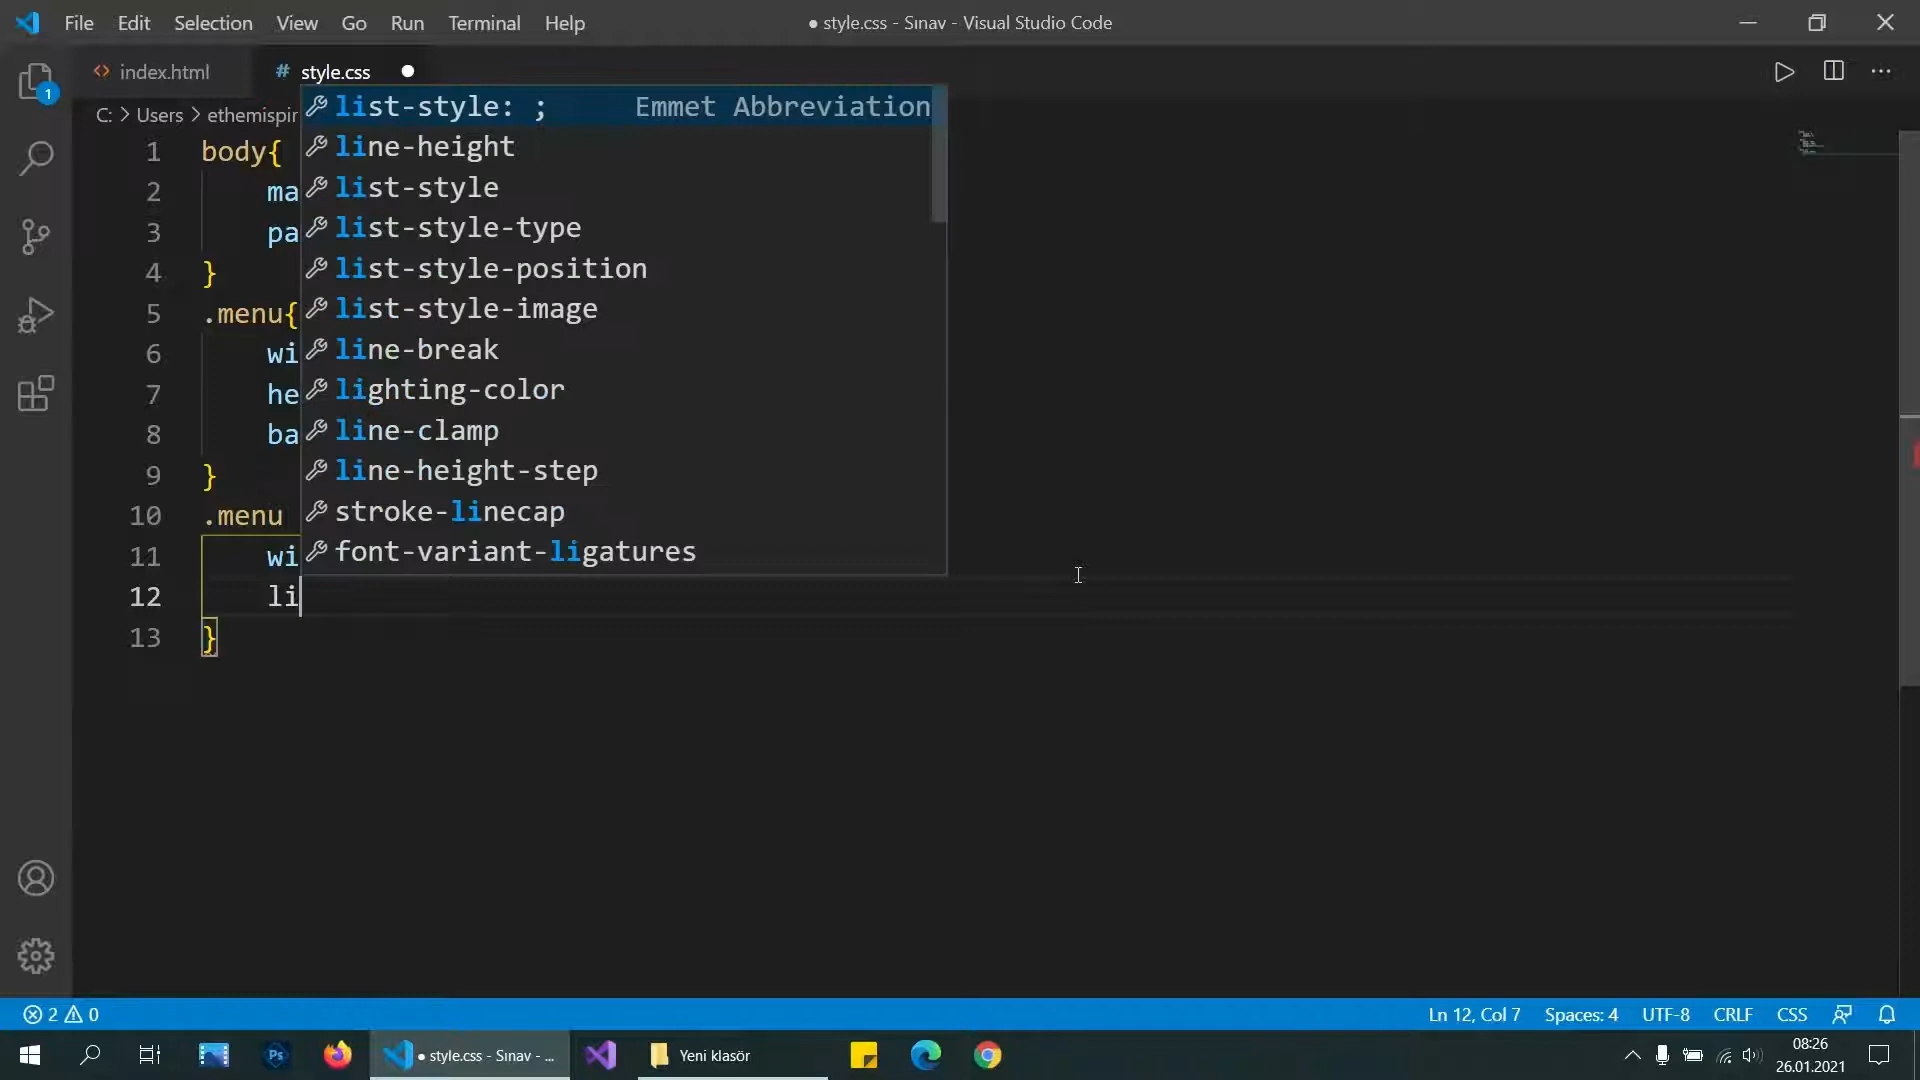 File Edit Selection View Go Run Terminal Help
● style.css - Sınav - Visual Studio Code
index.html
# style.css
C: > Users > ethemispir
1 body{
2 ma
3 pa
4 }
5 .menu{
6 wi
7 he
8 ba
9 }
10 .menu
11 wi
12 li
13 }
list-style: ; Emmet Abbreviation
line-height
list-style
list-style-type
list-style-position
list-style-image
line-break
lighting-color
line-clamp
line-height-step
stroke-linecap
font-variant-ligatures
1
2 0
Ln 12, Col 7 Spaces: 4 UTF-8 CRLF CSS
Ps
● style.css - Sınav - ...
Yeni klasör
08:26
26.01.2021